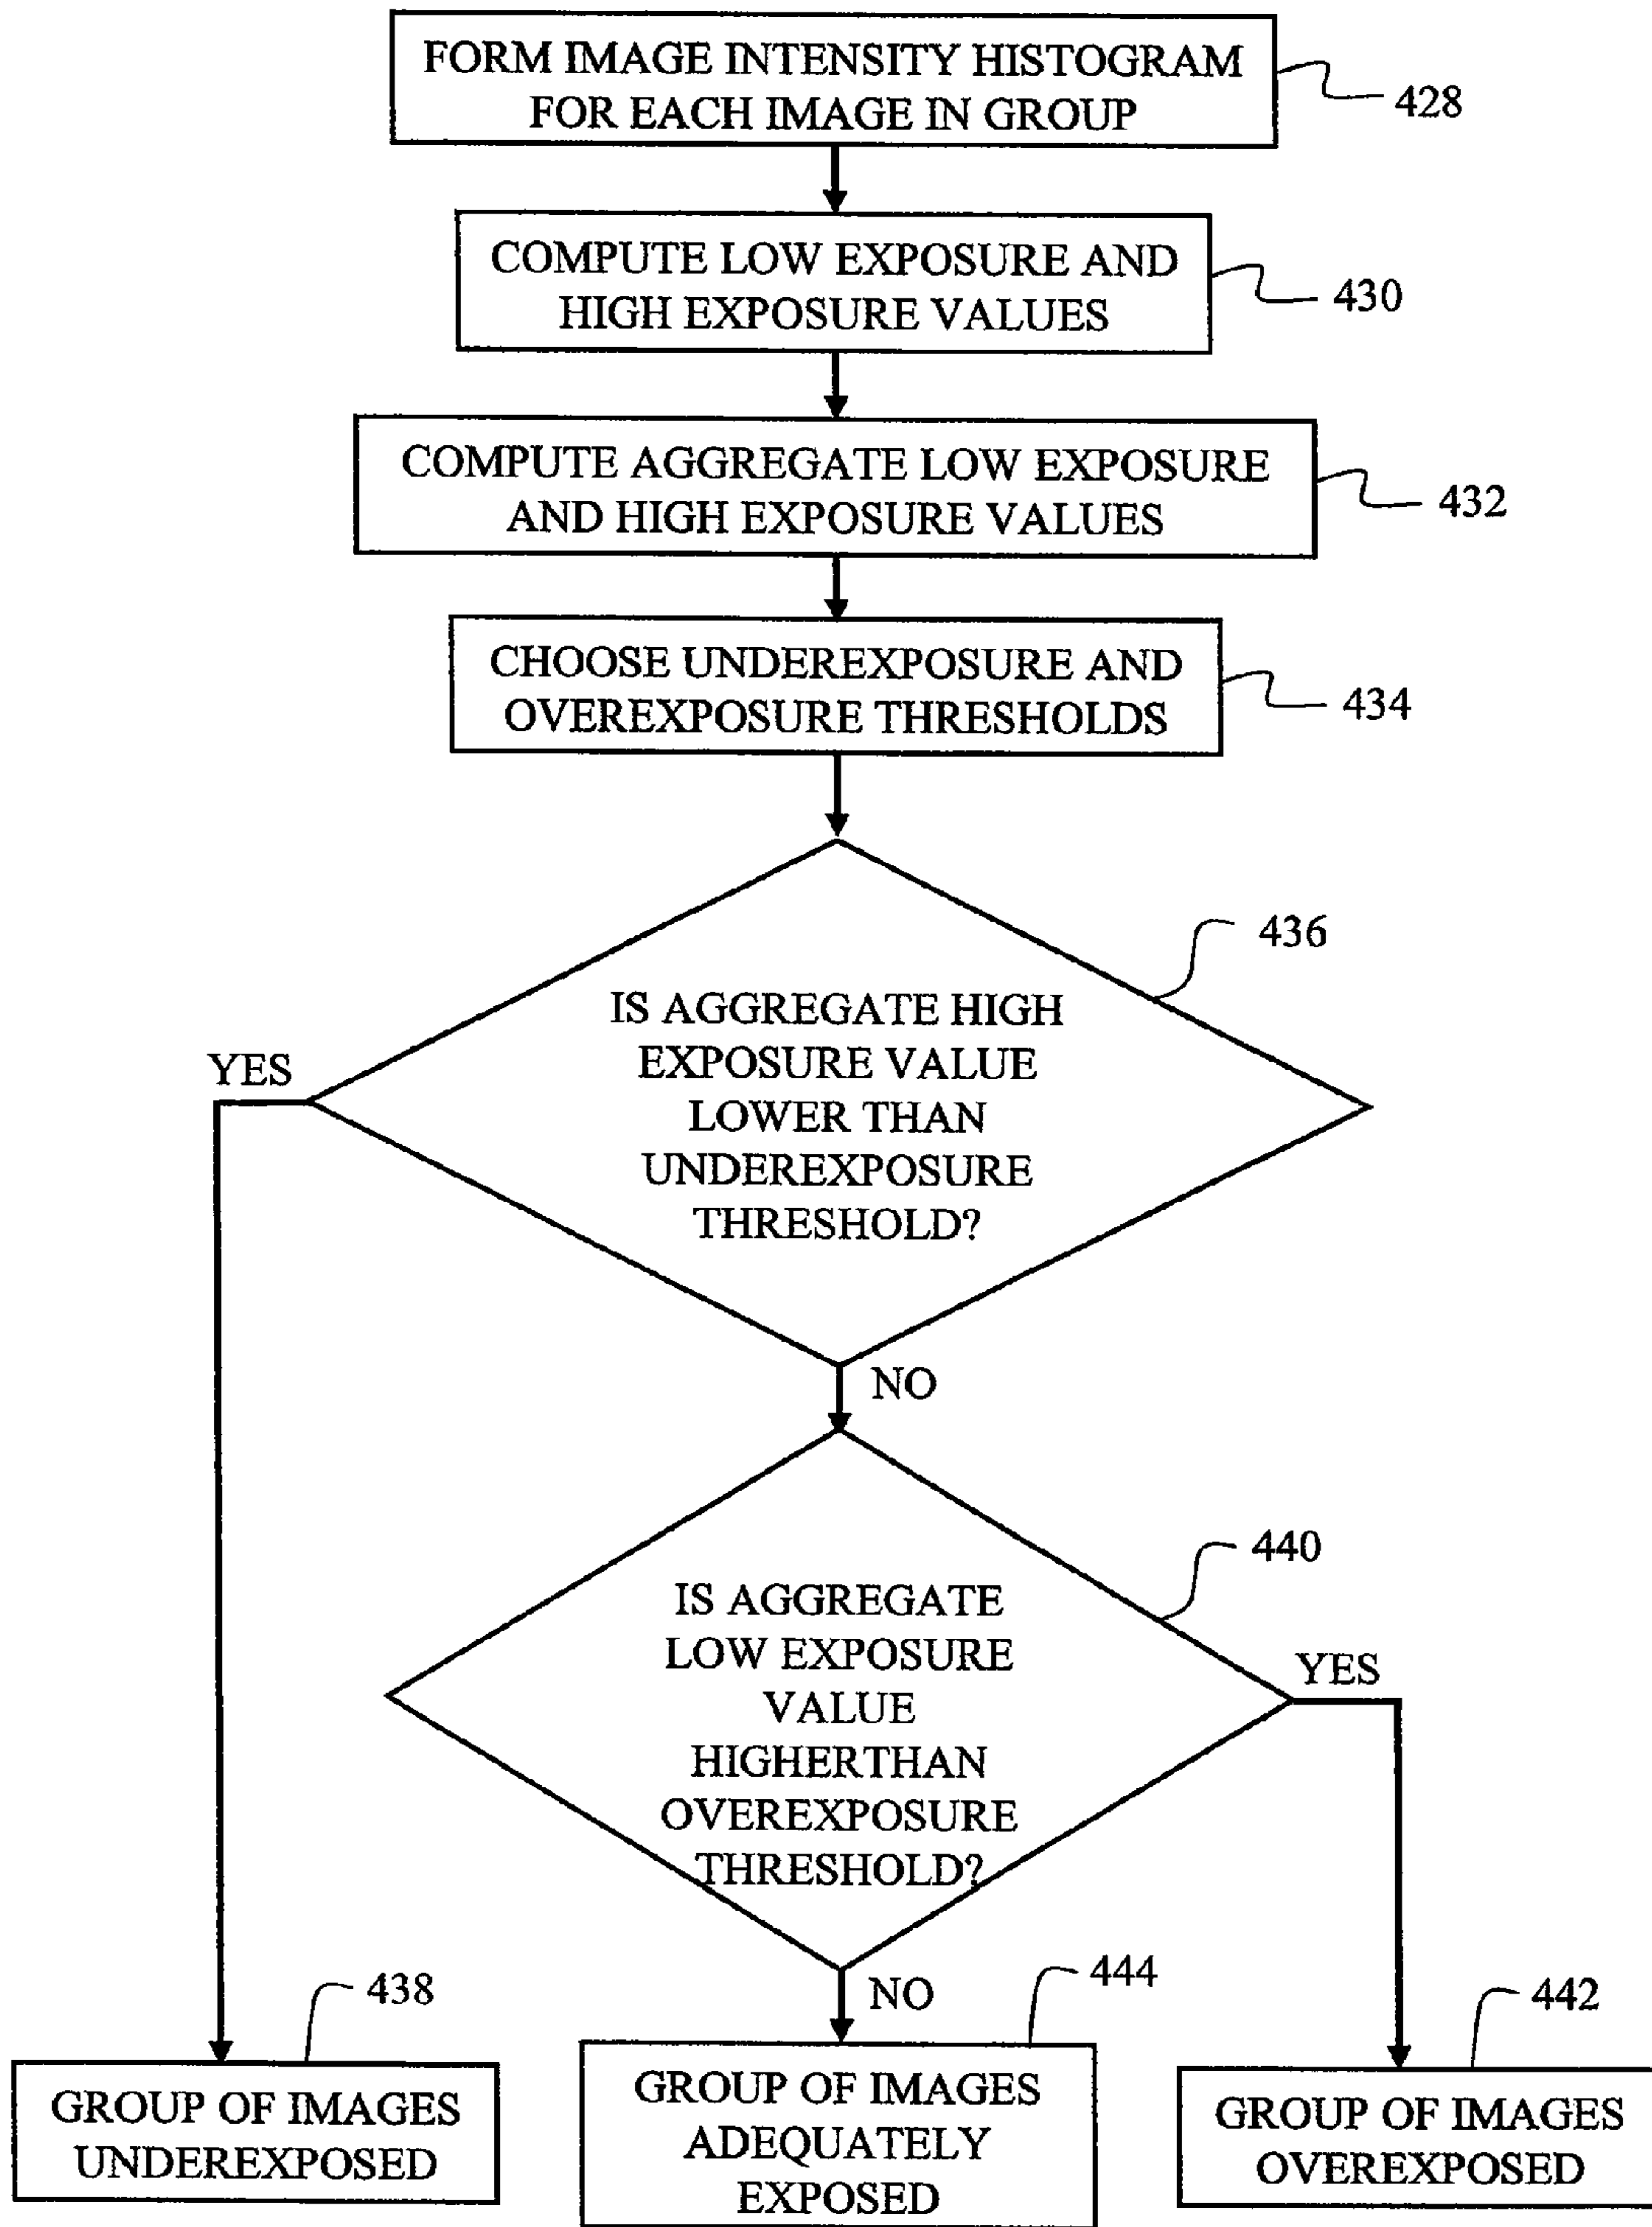 FORM IMAGE INTENSITY HISTOGRAM
FOR EACH IMAGE IN GROUP
428
COMPUTE LOW EXPOSURE AND
HIGH EXPOSURE VALUES
430
COMPUTE AGGREGATE LOW EXPOSURE
AND HIGH EXPOSURE VALUES
432
CHOOSE UNDEREXPOSURE AND
OVEREXPOSURE THRESHOLDS
434
436
IS AGGREGATE HIGH
EXPOSURE VALUE
LOWER THAN
UNDEREXPOSURE
THRESHOLD?
YES
NO
440
IS AGGREGATE
LOW EXPOSURE
VALUE
HIGHERTHAN
OVEREXPOSURE
THRESHOLD?
YES
NO
438
GROUP OF IMAGES
UNDEREXPOSED
444
GROUP OF IMAGES
ADEQUATELY
EXPOSED
442
GROUP OF IMAGES
OVEREXPOSED